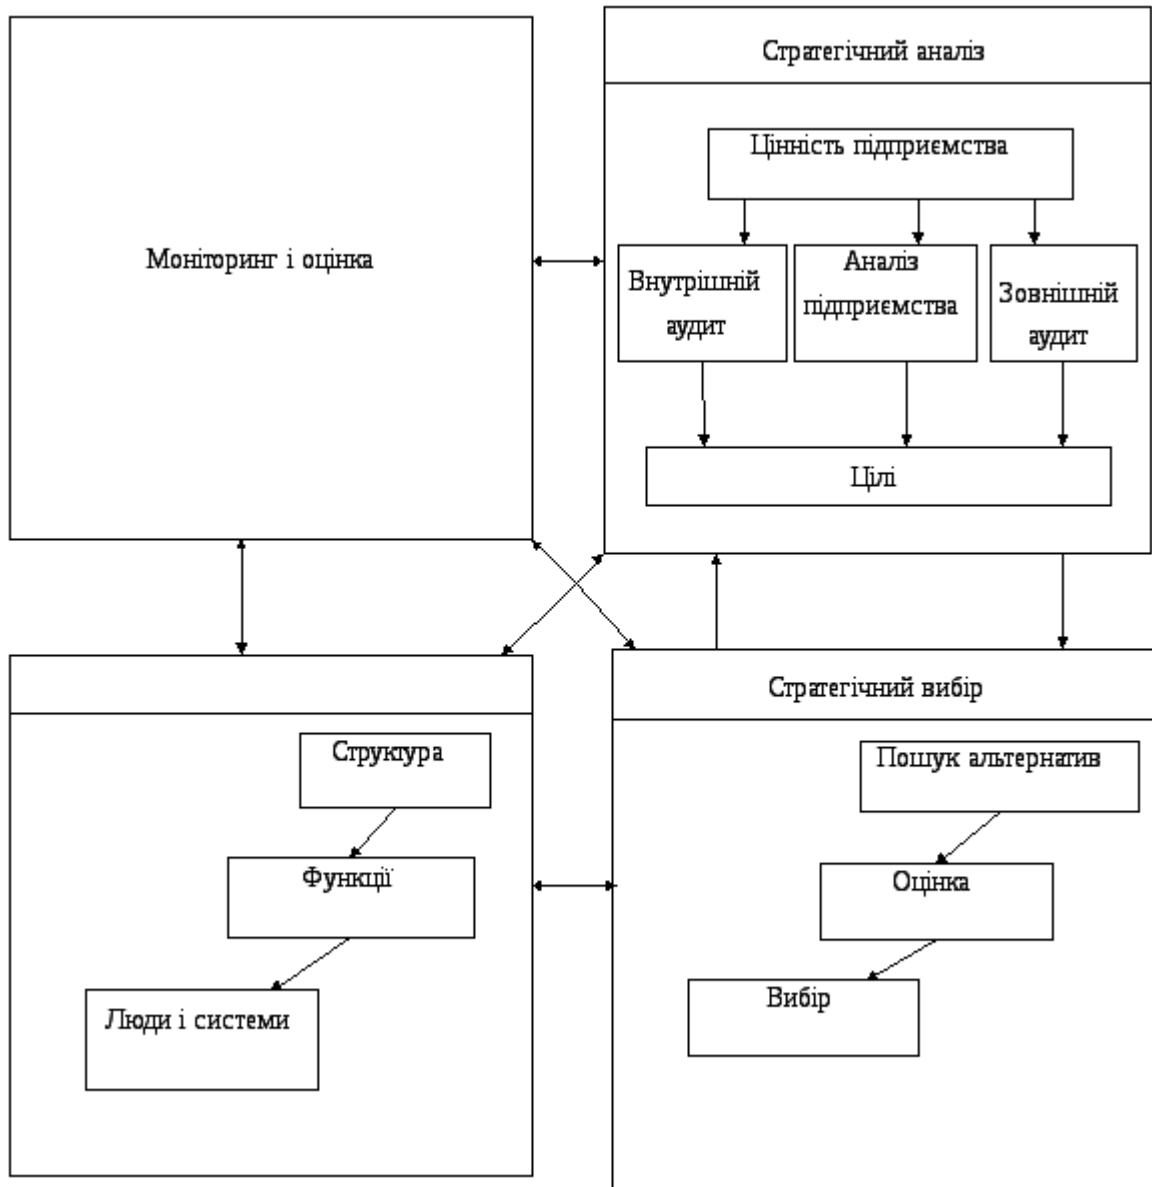 Стратегічний аналіз
Цінність підприємства
Моніторинг і оцінка
Внутрішній
аудит
Аналіз
підприємства
Зовнішній
аудит
Цілі
Стратегічний вибір
Структура
Функції
Люди і системи
Пошук альтернатив
Оцінка
Вибір